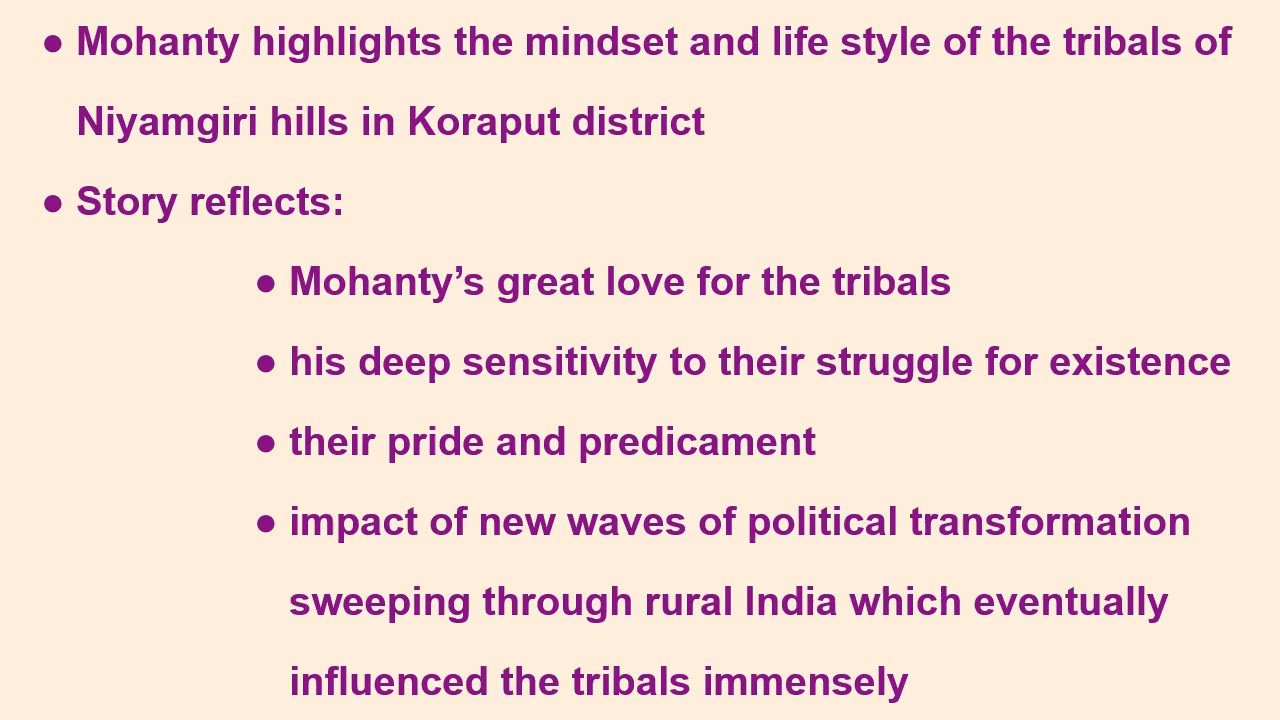 ● Mohanty highlights the mindset and life style of the tribals of
Niyamgiri hills in Koraput district
● Story reflects:
● Mohanty’s great love for the tribals
● his deep sensitivity to their struggle for existence
● their pride and predicament
● impact of new waves of political transformation
sweeping through rural India which eventually
influenced the tribals immensely